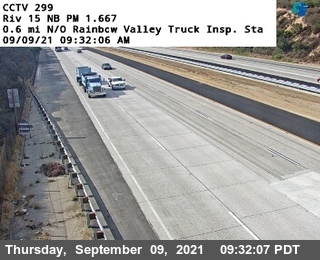 CCTV 299
Riv 15 NB PM 1.667
0.6 mi N/O Rainbcw Valley Truck Insp. Sta
09/09/21 09:32:06 AM
Thursday, September 09, 2021 09:32:07 PDT